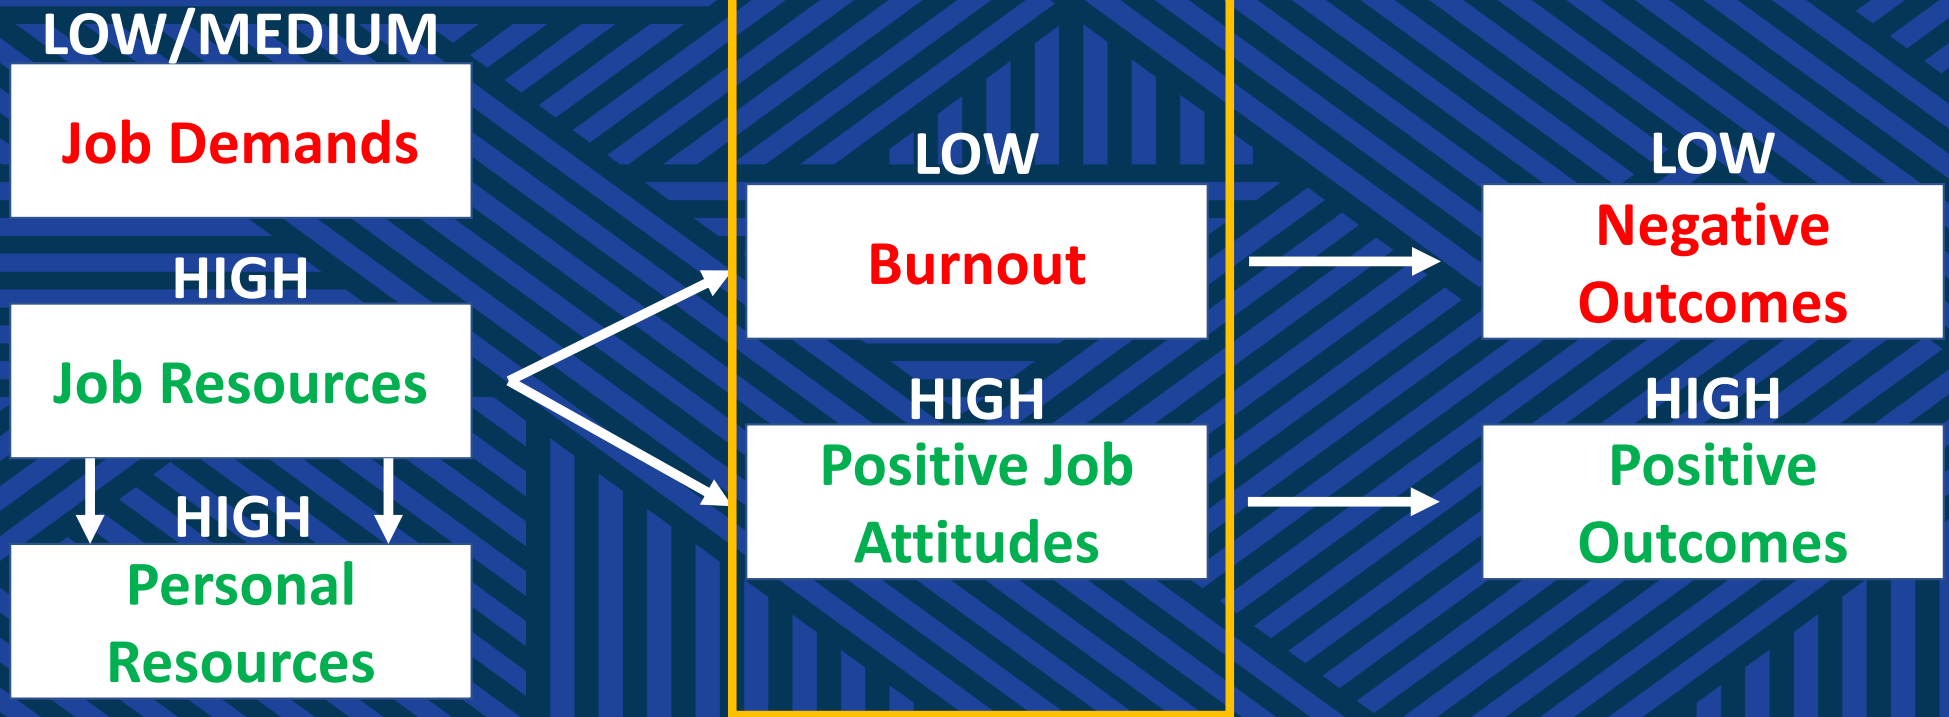 LOW/MEDIUM
Job Demands
HIGH
Job Resources
HIGH
Personal
Resources
LOW
Burnout
HIGH
Positive Job
Attitudes
LOW
Negative
Outcomes
HIGH
Positive
Outcomes